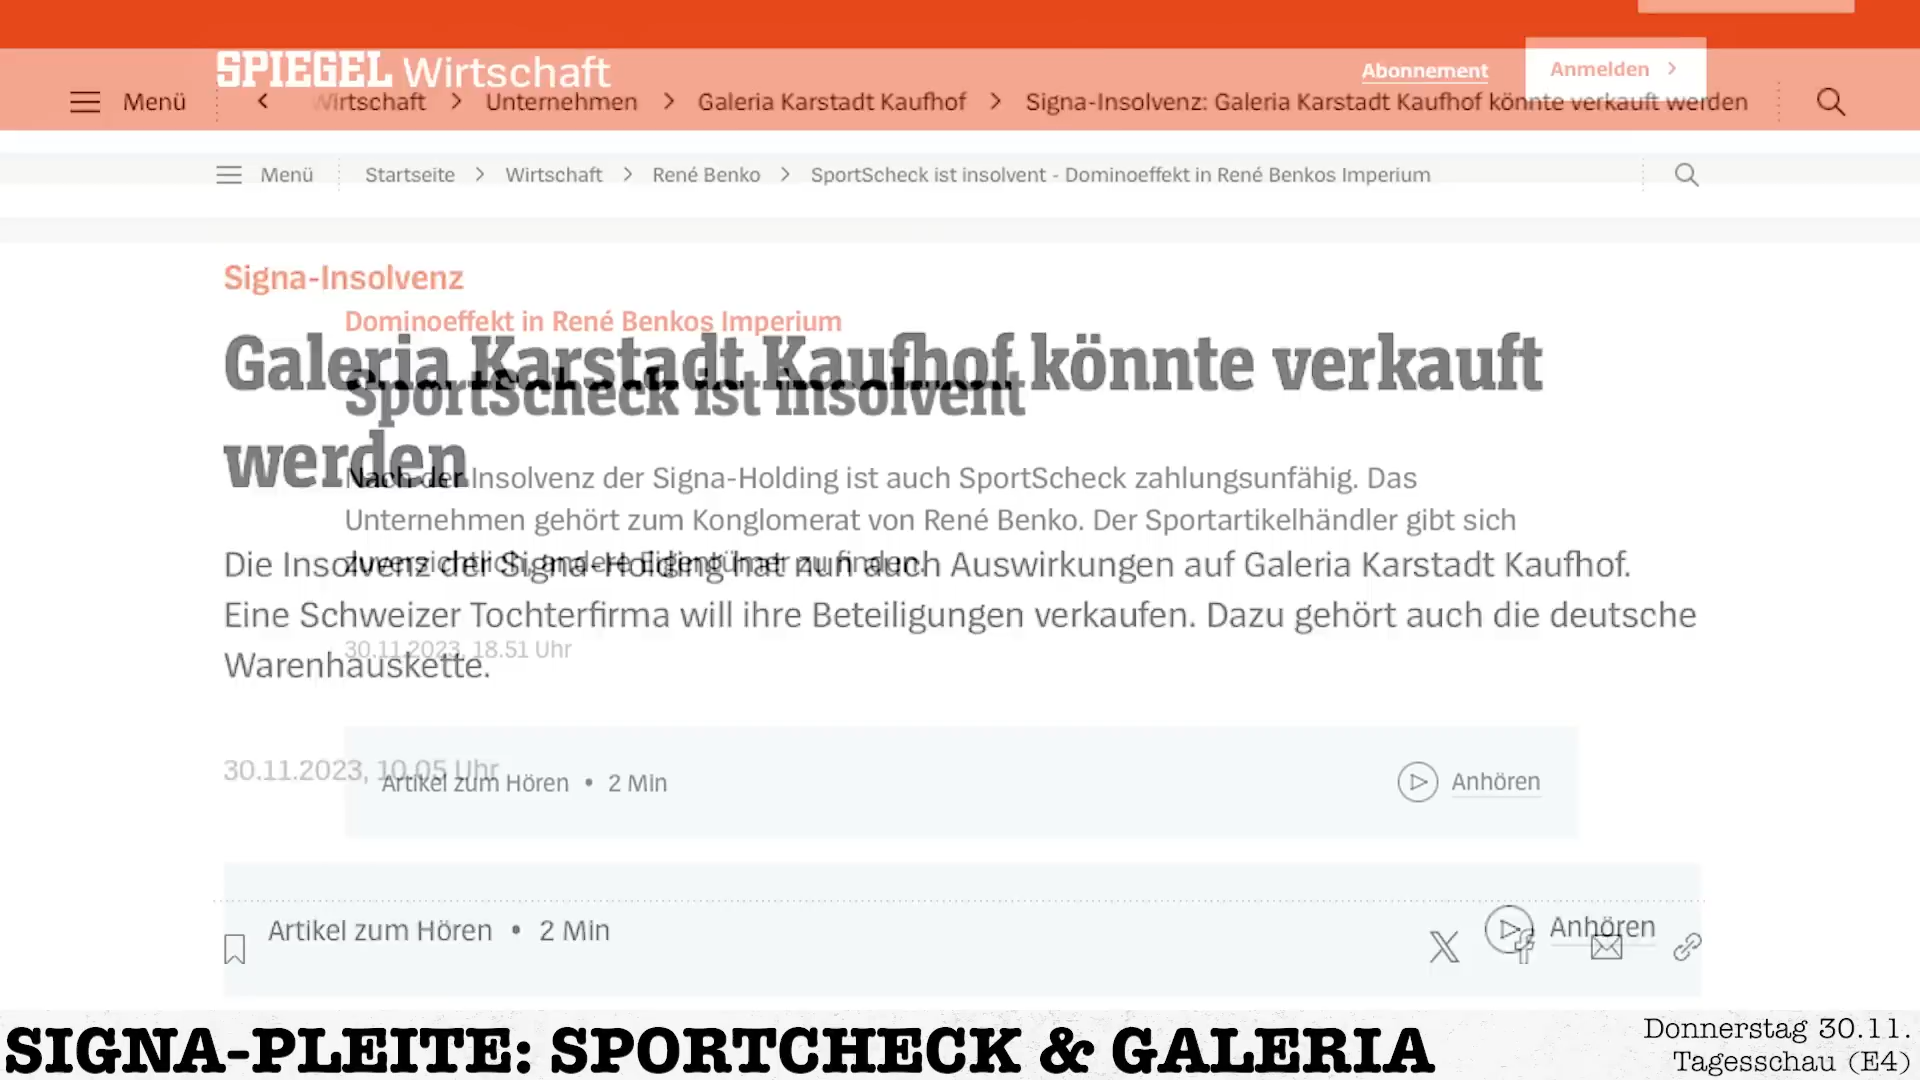 SPIEGEL Wirtschaft
Abonnement
Anmelden
Menü
Wirtschaft
Unternehmen
Galeria Karstadt Kaufhof
Signa-Insolvenz: Galeria Karstadt Kaufhof könnte verkauft werden
Menü
Startseite
Wirtschaft
René Benko
SportScheck ist insolvent - Dominoeffekt in René Benkos Imperium
Signa-Insolvenz
Dominoeffekt in René Benkos Imperium
Galeria Karstadt Kaufhof könnte verkauft
werden
SportScheck ist insolvent
Nach der Insolvenz der Signa-Holding ist auch SportScheck zahlungsunfähig. Das
Unternehmen gehört zum Konglomerat von René Benko. Der Sportartikelhändler gibt sich
zuversichtlich, andere Eigentümer zu finden.
Die Insolvenz der Signa-Holding hat nun auch Auswirkungen auf Galeria Karstadt Kaufhof.
Eine Schweizer Tochterfirma will ihre Beteiligungen verkaufen. Dazu gehört auch die deutsche
Warenhauskette.
30.11.2023, 18.51 Uhr
30.11.2023, 10.05 Uhr
Artikel zum Hören • 2 Min
Anhören
Artikel zum Hören • 2 Min
Anhören
SIGNA-PLEITE: SPORTCHECK & GALERIA
Donnerstag 30.11.
Tagesschau (E4)